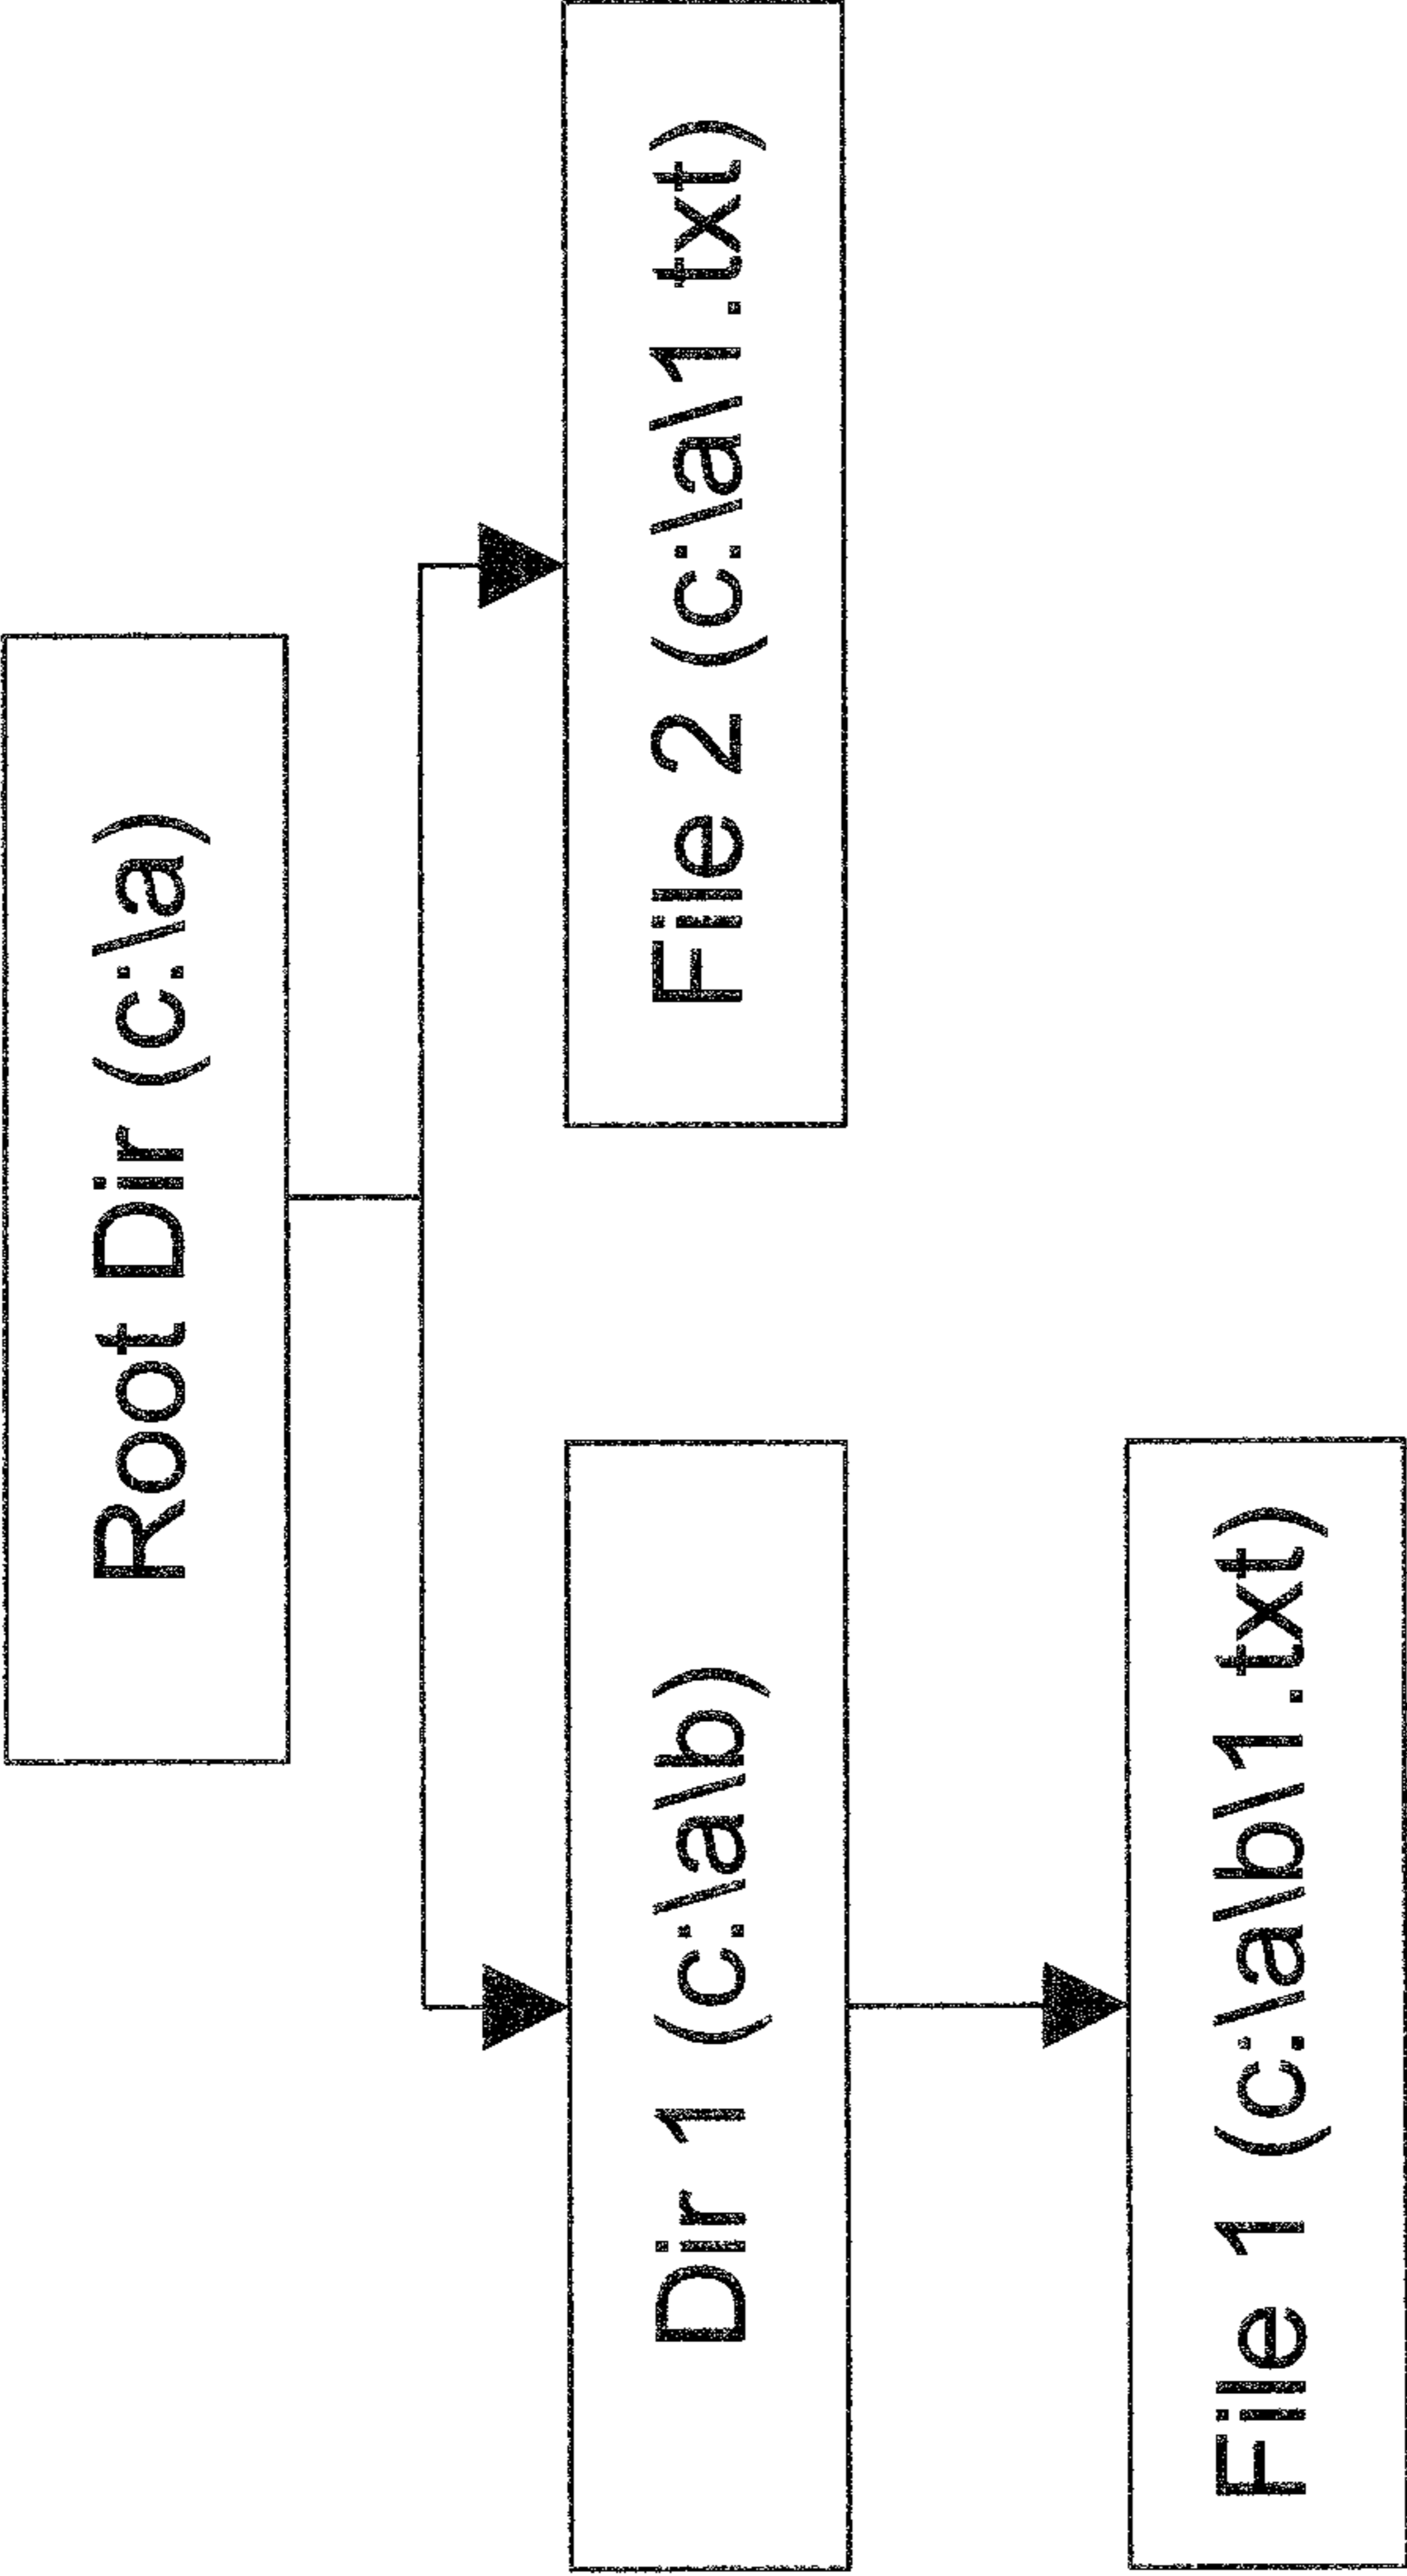 Root Dir (c:\a)
Dir 1 (c:\a\b)
File 2 (c:\a\1.txt)
File 1 (c:\a\b\1.txt)